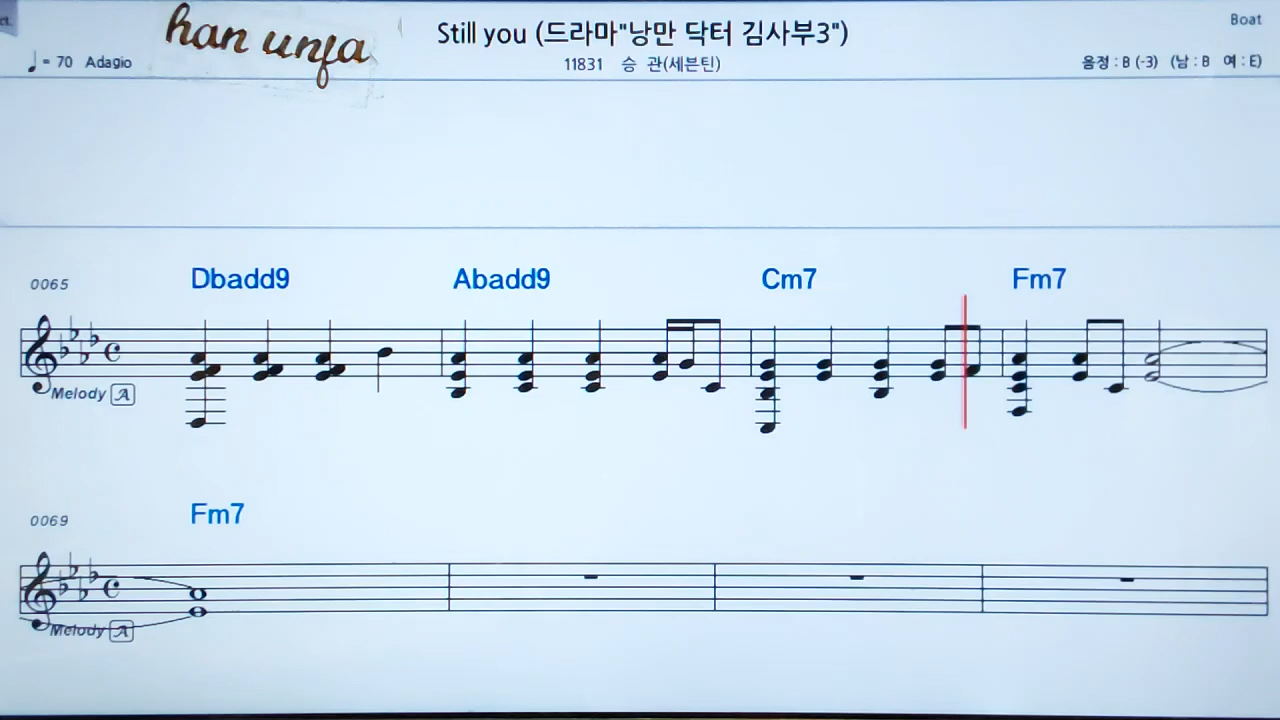 ct.
han unja
Still you (드라마"낭만 닥터 김사부3")
Boat
♩ = 70 Adagio
11831 승 관(세븐틴)
음정 : B (-3) (남 : B 여 : E)
0065
Dbadd9 Abadd9 Cm7 Fm7
Melody A
0069
Fm7
Melody A